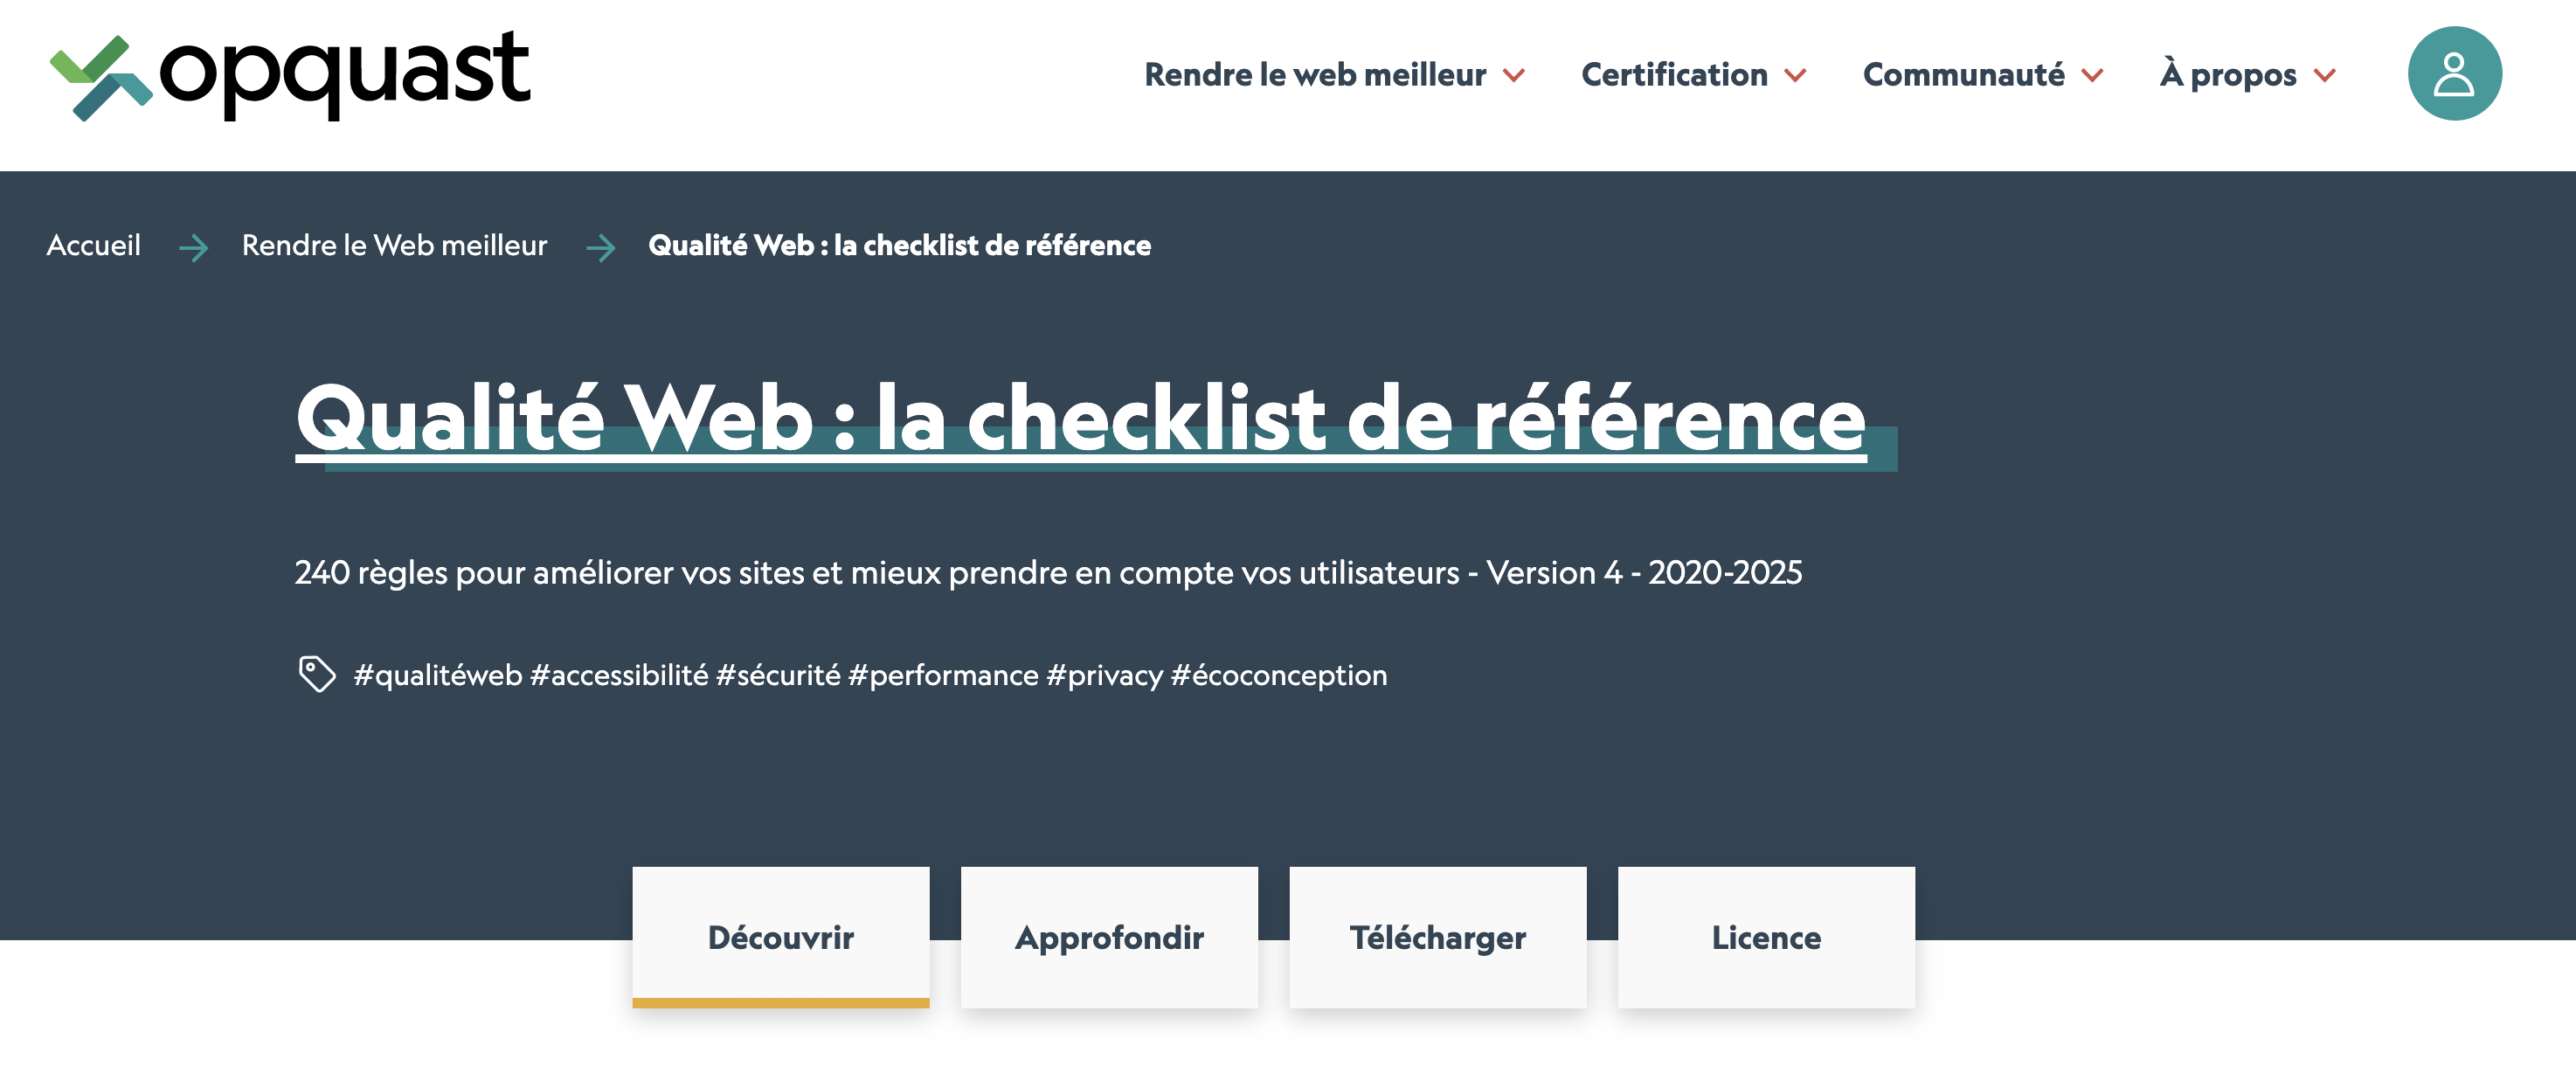 opquast
Rendre le web meilleur
Certification
Communauté
À propos
Accueil
Rendre le Web meilleur
Qualité Web : la checklist de référence
Qualité Web : la checklist de référence
240 règles pour améliorer vos sites et mieux prendre en compte vos utilisateurs - Version 4 - 2020-2025
#qualitéweb #accessibilité #sécurité #performance #privacy #écoconception
Découvrir
Approfondir
Télécharger
Licence